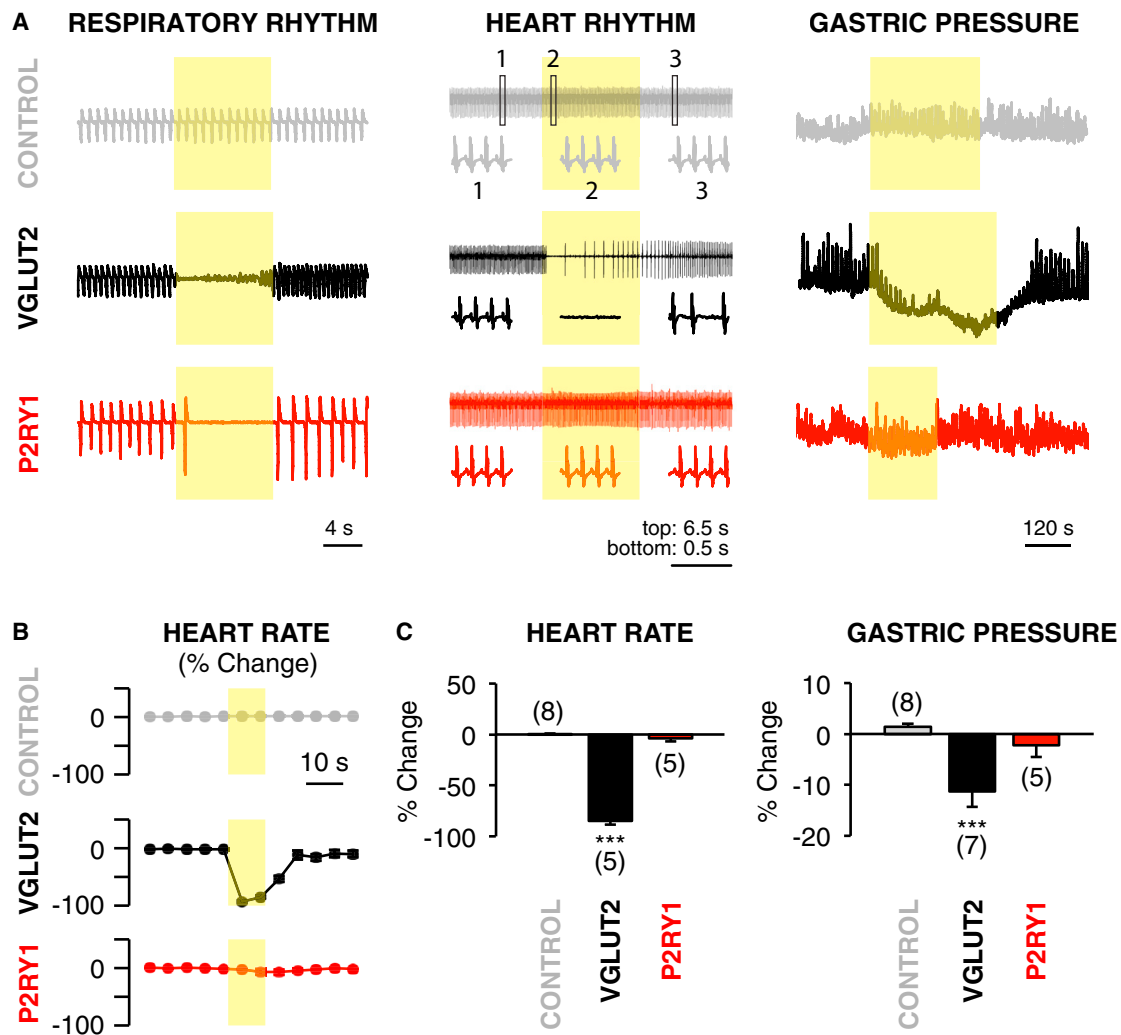 A
RESPIRATORY RHYTHM
HEART RHYTHM
GASTRIC PRESSURE
CONTROL
1 2 3
1 2 3
VGLUT2
P2RY1
4 s
top: 6.5 s
bottom: 0.5 s
120 s
B
HEART RATE
(% Change)
CONTROL
0
-100
10 s
VGLUT2
0
-100
P2RY1
0
-100
C
HEART RATE
% Change
50
0
-50
-100
(8)
***
(5)
(5)
CONTROL
VGLUT2
P2RY1
GASTRIC PRESSURE
% Change
10
0
-10
-20
(8)
***
(7)
(5)
CONTROL
VGLUT2
P2RY1